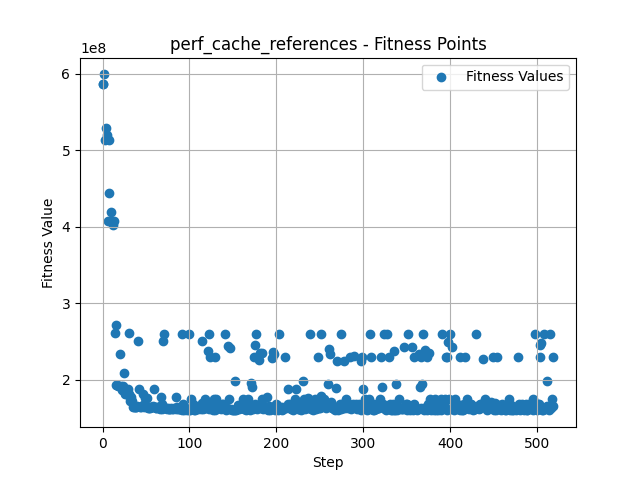 perf_cache_references - Fitness Points
1e8
Fitness Values
6
5
4
3
2
Fitness Value
0 100 200 300 400 500
Step